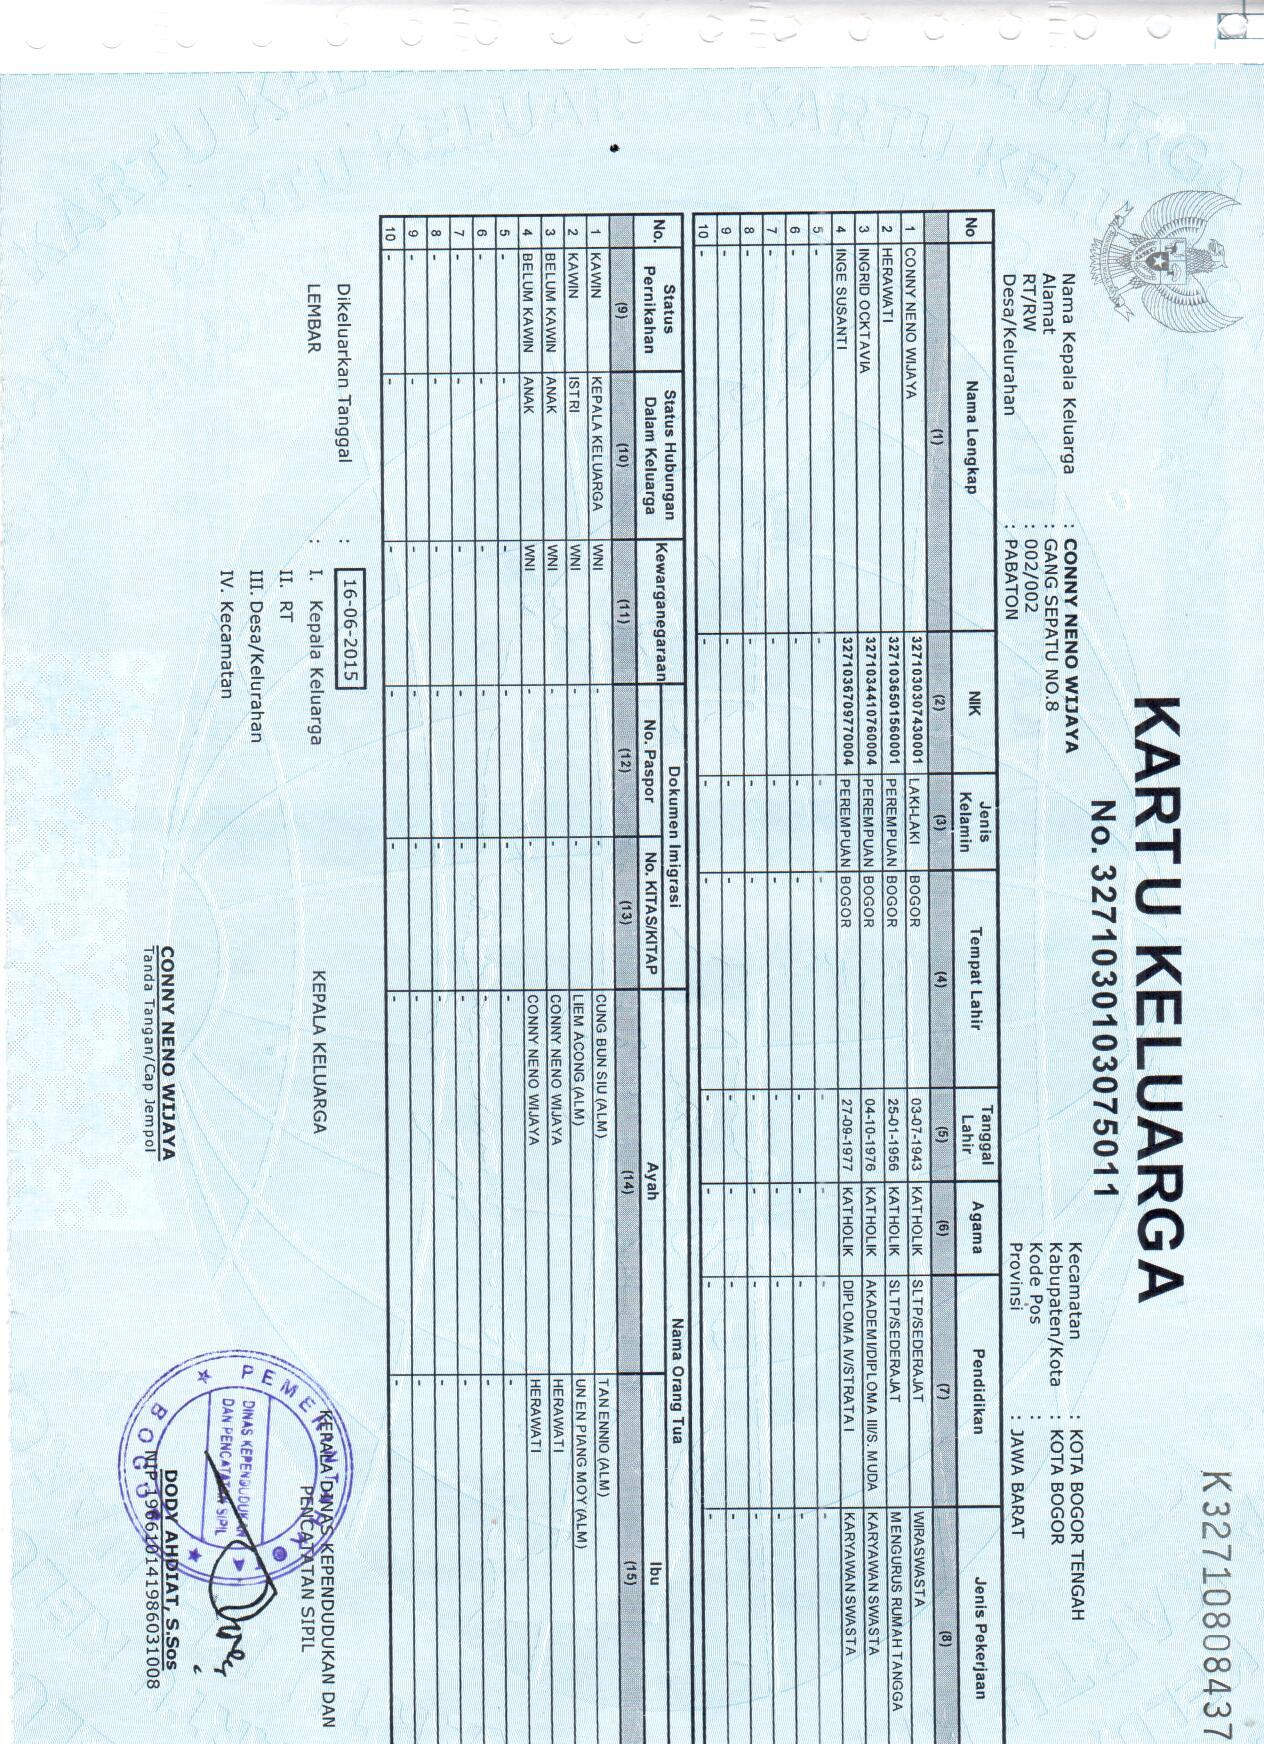 K 3271080 8437
KARTU KELUARGA
No. 3271030103075011
Nama Kepala Keluarga : CONNY NENO WIJAYA
Alamat : GANG SEPATU NO.8
RT/RW : 002/002
Desa/Kelurahan : PABATON
Kecamatan : KOTA BOGOR TENGAH
Kabupaten/Kota : KOTA BOGOR
Kode Pos :
Provinsi : JAWA BARAT
No Nama Lengkap NIK Jenis Kelamin Tempat Lahir Tanggal Lahir Agama Pendidikan Jenis Pekerjaan
(1) (2) (3) (4) (5) (6) (7) (8)
1 CONNY NENO WIJAYA 3271030307430001 LAKI-LAKI BOGOR 03-07-1943 KATHOLIK SLTP/SEDERAJAT WIRASWASTA
2 HERAWATI 3271036501560001 PEREMPUAN BOGOR 25-01-1956 KATHOLIK SLTP/SEDERAJAT MENGURUS RUMAH TANGGA
3 INGRID OCKTAVIA 3271034410760004 PEREMPUAN BOGOR 04-10-1976 KATHOLIK AKADEMI/DIPLOMA III/S. MUDA KARYAWAN SWASTA
4 INGE SUSANTI 3271036709770004 PEREMPUAN BOGOR 27-09-1977 KATHOLIK DIPLOMA IV/STRATA I KARYAWAN SWASTA
5 - - - - - - - -
6 - - - - - - - -
7 - - - - - - - -
8 - - - - - - - -
9 - - - - - - - -
10 - - - - - - - -
No. Status Pernikahan Status Hubungan Dalam Keluarga Kewarganegaraan Dokumen Imigrasi Nama Orang Tua
No. Paspor No. KITAS/KITAP Ayah Ibu
(9) (10) (11) (12) (13) (14) (15)
1 KAWIN KEPALA KELUARGA WNI - - CUNG BUN SIU (ALM) TAN ENNIO (ALM)
2 KAWIN ISTRI WNI - - LIEM ACONG (ALM) UN EN PIANG MOY (ALM)
3 BELUM KAWIN ANAK WNI - - CONNY NENO WIJAYA HERAWATI
4 BELUM KAWIN ANAK WNI - - CONNY NENO WIJAYA HERAWATI
5 - - - - - - -
6 - - - - - - -
7 - - - - - - -
8 - - - - - - -
9 - - - - - - -
10 - - - - - - -
Dikeluarkan Tanggal : 16-06-2015
LEMBAR : I. Kepala Keluarga
II. RT
III. Desa/Kelurahan
IV. Kecamatan
KEPALA KELUARGA
CONNY NENO WIJAYA
Tanda Tangan/Cap Jempol
KEPALA DINAS KEPENDUDUKAN DAN
PENCATATAN SIPIL
PEMERINTAH
DINAS KEPENDUDUKAN
DAN PENCATATAN SIPIL
BOGOR
DODY AHDIAT, S.Sos
NIP 196610141986031008